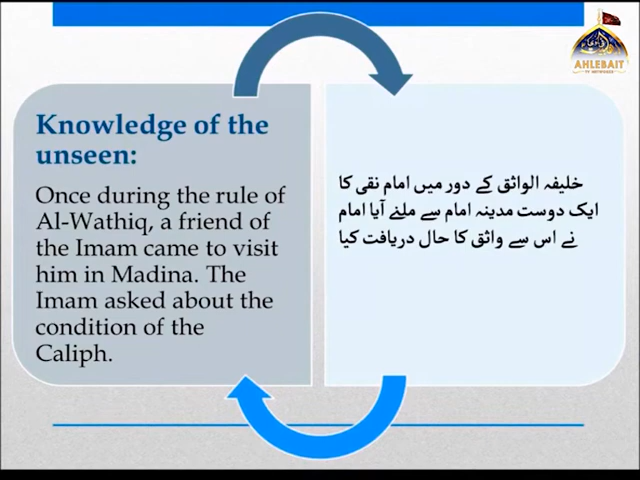 AHLEBAIT
Knowledge of the
unseen:
Once during the rule of
Al-Wathiq, a friend of
the Imam came to visit
him in Madina. The
Imam asked about the
condition of the
Caliph.
خلیفہ الواثق کے دور میں امام نقی کا
ایک دوست مدینہ امام سے ملنے آیا امام
نے اس سے واثق کا حال دریافت کیا